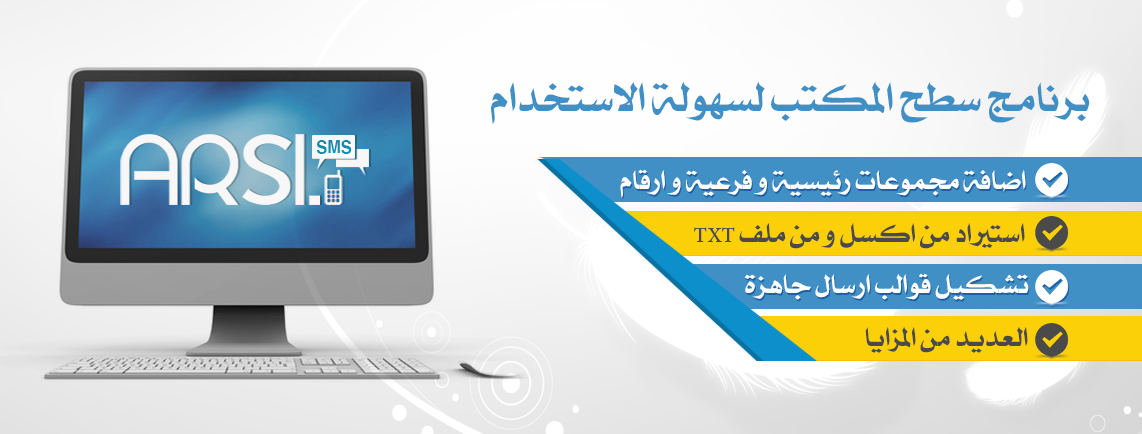 برنامج سطح المكتب لسهولة الاستخدام
اضافة مجموعات رئيسية و فرعية و ارقام
استيراد من اكسل و من ملف TXT
تشكيل قوالب ارسال جاهزة
العديد من المزايا
ARSI.
SMS